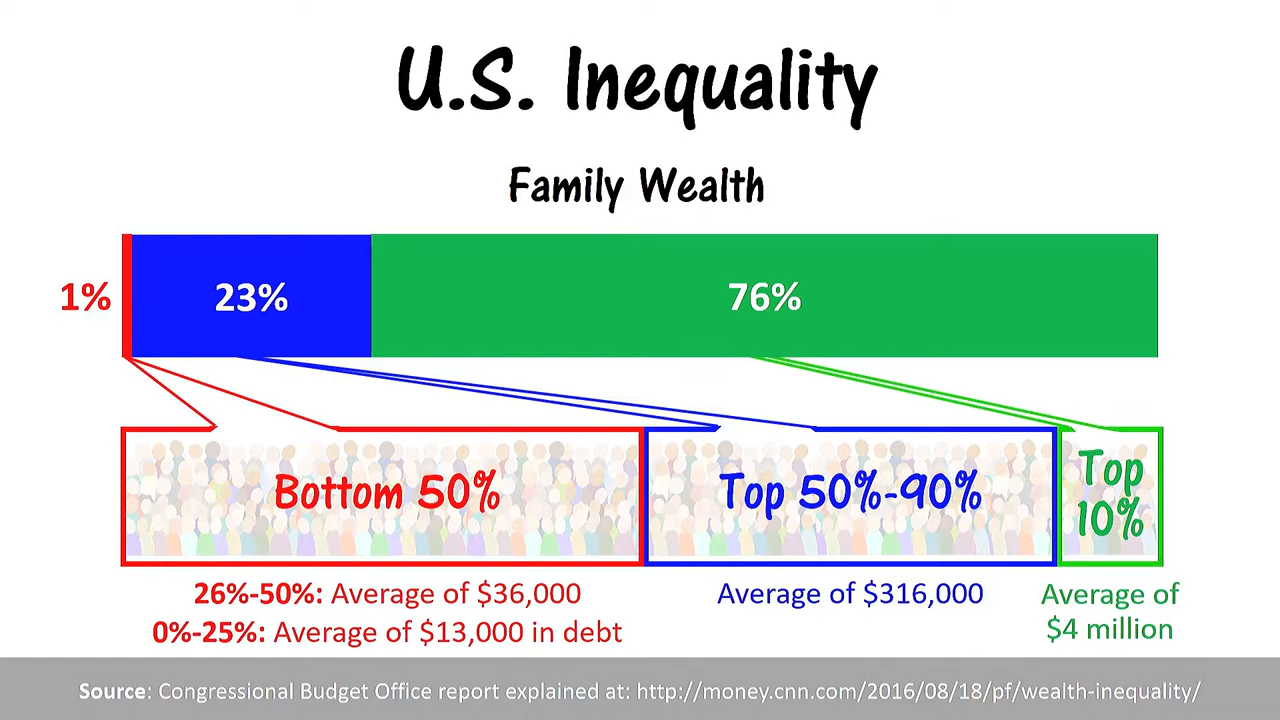 U.S. Inequality
Family Wealth
1%
23%
76%
Bottom 50%
Top 50%-90%
Top
10%
26%-50%: Average of $36,000
0%-25%: Average of $13,000 in debt
Average of $316,000
Average of
$4 million
Source: Congressional Budget Office report explained at: http://money.cnn.com/2016/08/18/pf/wealth-inequality/